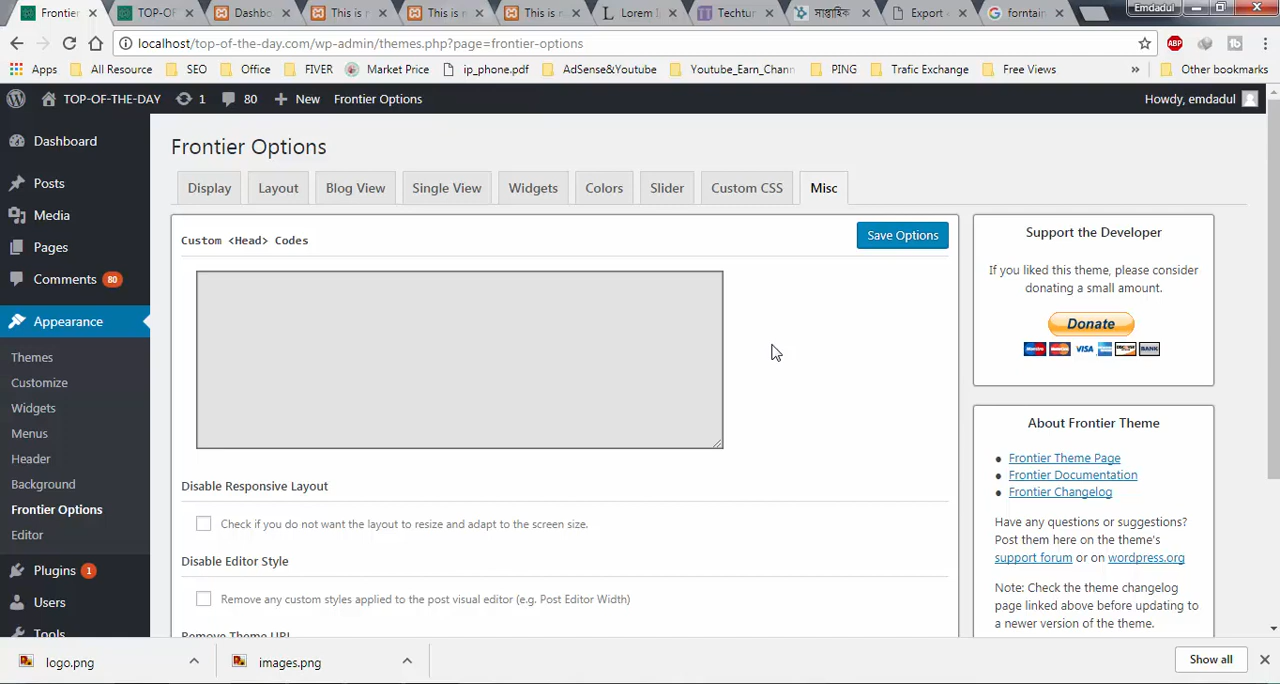 Frontier
TOP-OF
Dashbo
This is r
This is r
This is r
Lorem
Techtur
সাপ্তাহিক
Export
forntain
Emdadul
localhost/top-of-the-day.com/wp-admin/themes.php?page=frontier-options
ABP
Apps
All Resource
SEO
Office
FIVER
Market Price
ip_phone.pdf
AdSense&Youtube
Youtube_Earn_Chann
PING
Trafic Exchange
Free Views
»
Other bookmarks
TOP-OF-THE-DAY
1
80
New
Frontier Options
Howdy, emdadul
Dashboard
Posts
Media
Pages
Comments 80
Appearance
Themes
Customize
Widgets
Menus
Header
Background
Frontier Options
Editor
Plugins 1
Users
Tools
Frontier Options
Display
Layout
Blog View
Single View
Widgets
Colors
Slider
Custom CSS
Misc
Custom <Head> Codes
Save Options
Disable Responsive Layout
Check if you do not want the layout to resize and adapt to the screen size.
Disable Editor Style
Remove any custom styles applied to the post visual editor (e.g. Post Editor Width)
Remove Theme URL
Support the Developer
If you liked this theme, please consider
donating a small amount.
Donate
VISA
BANK
About Frontier Theme
Frontier Theme Page
Frontier Documentation
Frontier Changelog
Have any questions or suggestions?
Post them here on the theme's
support forum or on wordpress.org
Note: Check the theme changelog
page linked above before updating to
a newer version of the theme.
logo.png
images.png
Show all